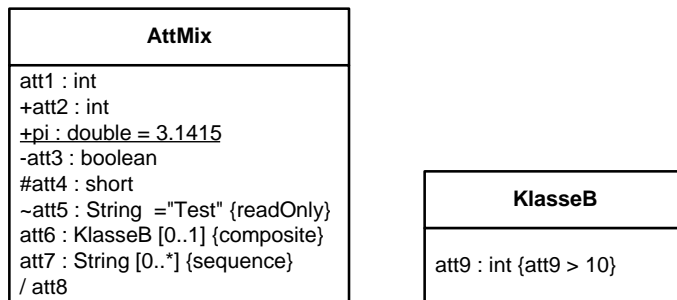 AttMix
att1 : int
+att2 : int
+pi : double = 3.1415
-att3 : boolean
#att4 : short
~att5 : String ="Test" {readOnly}
att6 : KlasseB [0..1] {composite}
att7 : String [0..*] {sequence}
/ att8
KlasseB
att9 : int {att9 > 10}